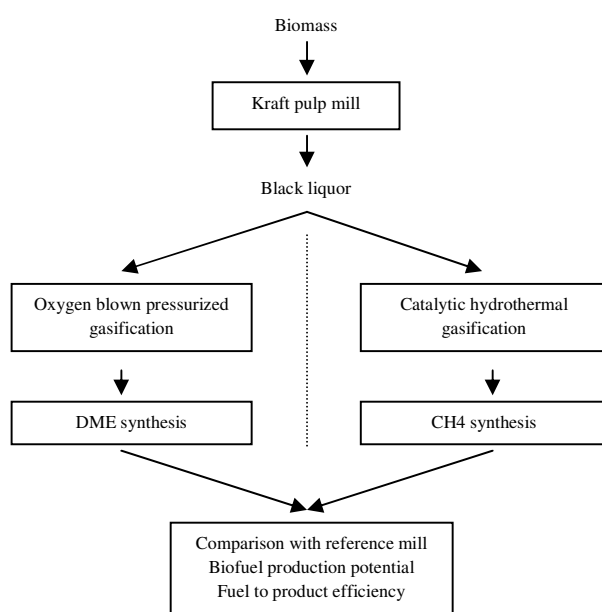 Biomass
Kraft pulp mill
Black liquor
Oxygen blown pressurized
gasification
Catalytic hydrothermal
gasification
DME synthesis
CH4 synthesis
Comparison with reference mill
Biofuel production potential
Fuel to product efficiency